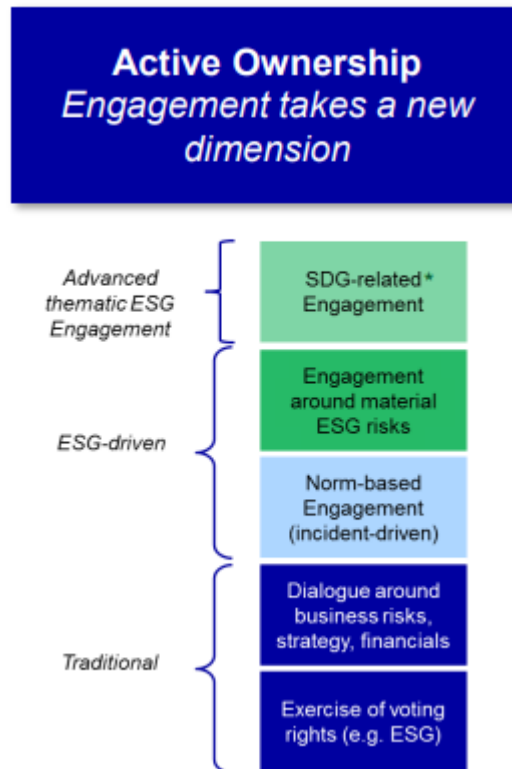 Active Ownership
Engagement takes a new
dimension
Advanced
thematic ESG
Engagement
SDG-related*
Engagement
ESG-driven
Engagement
around material
ESG risks
Norm-based
Engagement
(incident-driven)
Traditional
Dialogue around
business risks,
strategy, financials
Exercise of voting
rights (e.g. ESG)